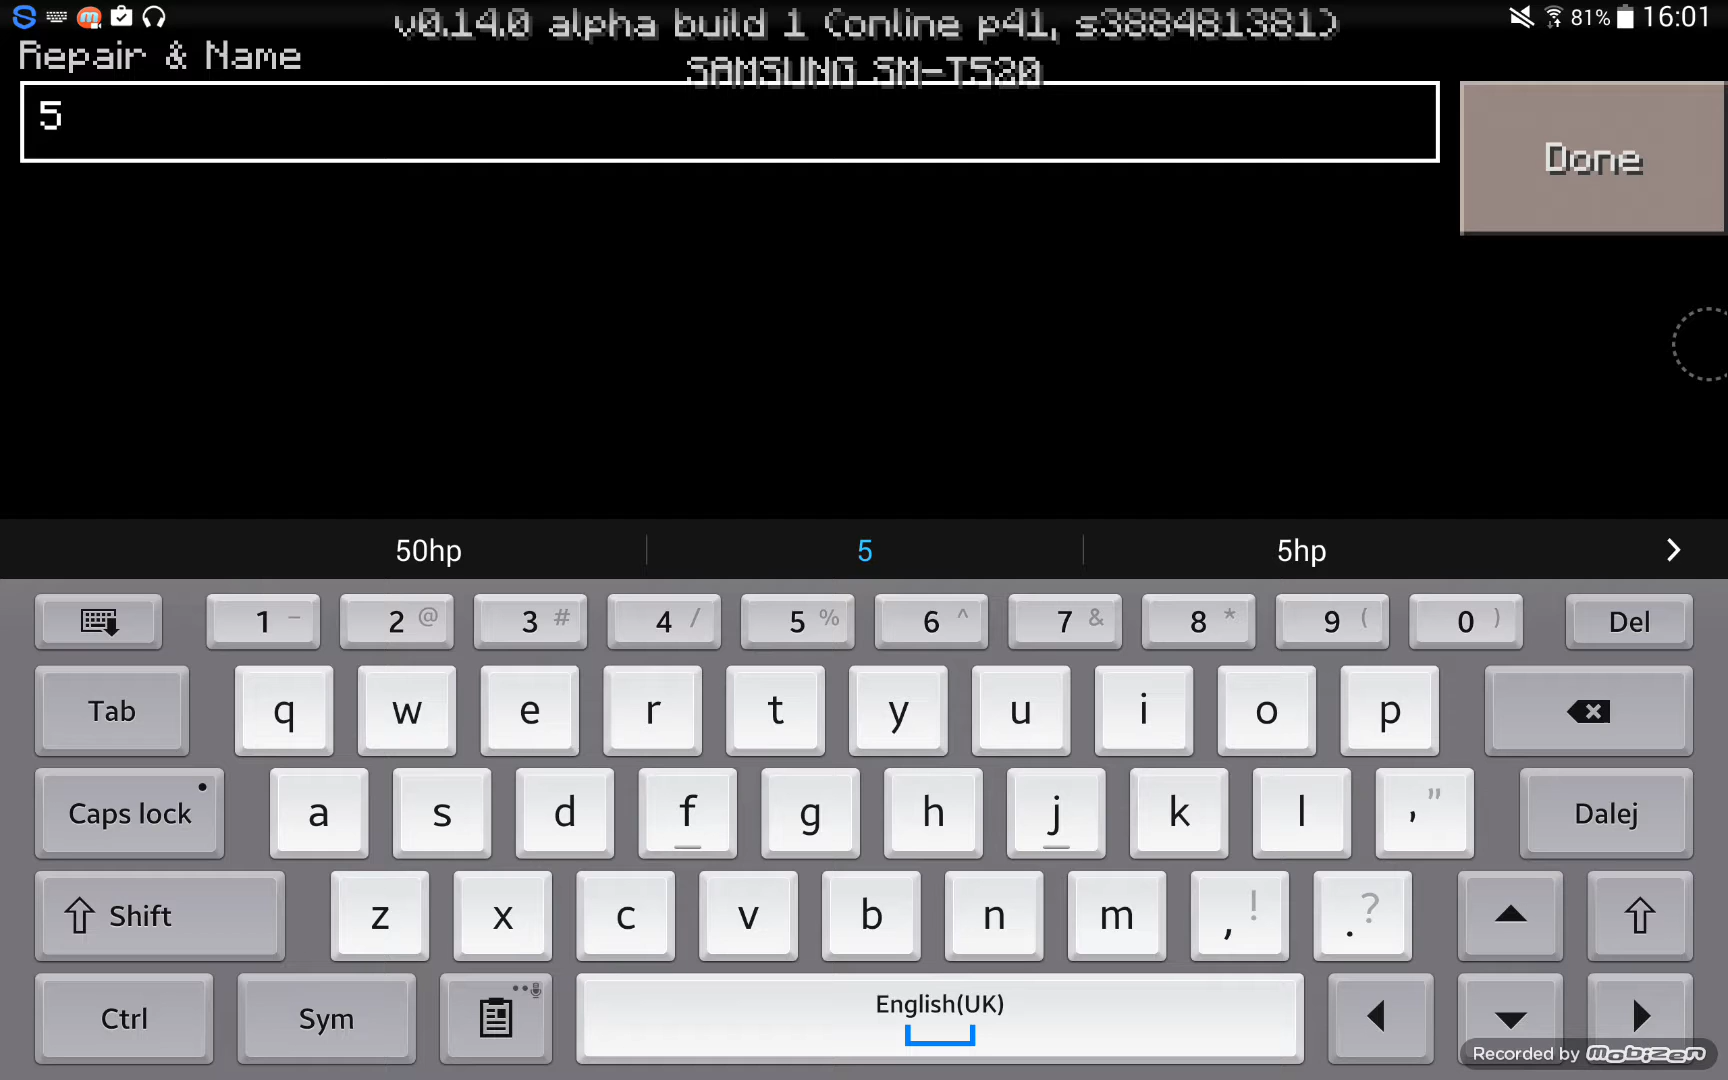 v0.14.0 alpha build 1 (online p41, s388481381)
81% 16:01
Repair & Name
SAMSUNG SM-T520
5
Done
50hp 5 5hp
1 - 2 @ 3 # 4 / 5 % 6 ^ 7 & 8 * 9 ( 0 ) Del
Tab q w e r t y u i o p
Caps lock a s d f g h j k l ' " Dalej
Shift z x c v b n m , ! . ?
Ctrl Sym English(UK)
Recorded by mobizen